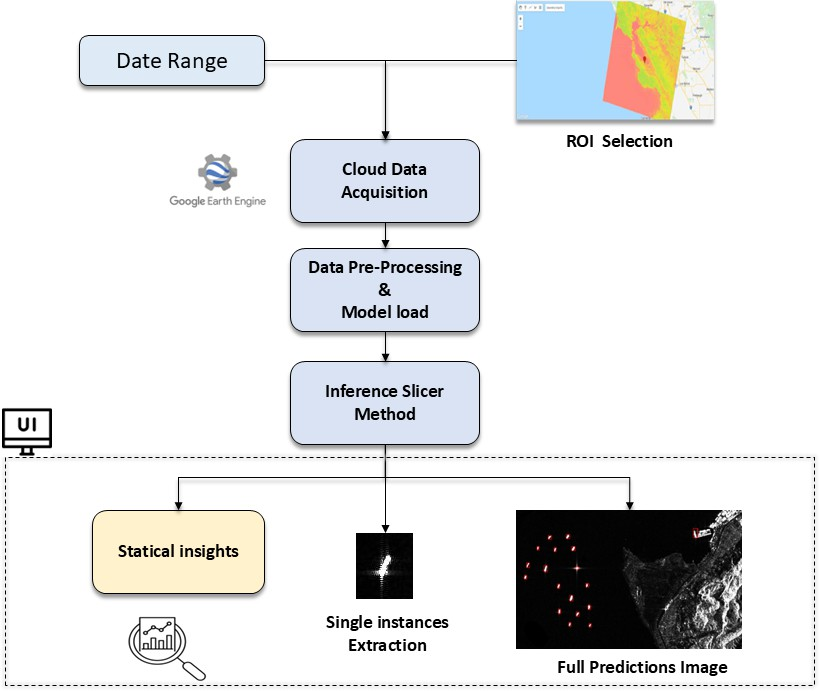 Date Range
ROI Selection
Google Earth Engine
Cloud Data
Acquisition
Data Pre-Processing
&
Model load
Inference Slicer
Method
UI
Statical insights
Single instances
Extraction
Full Predictions Image